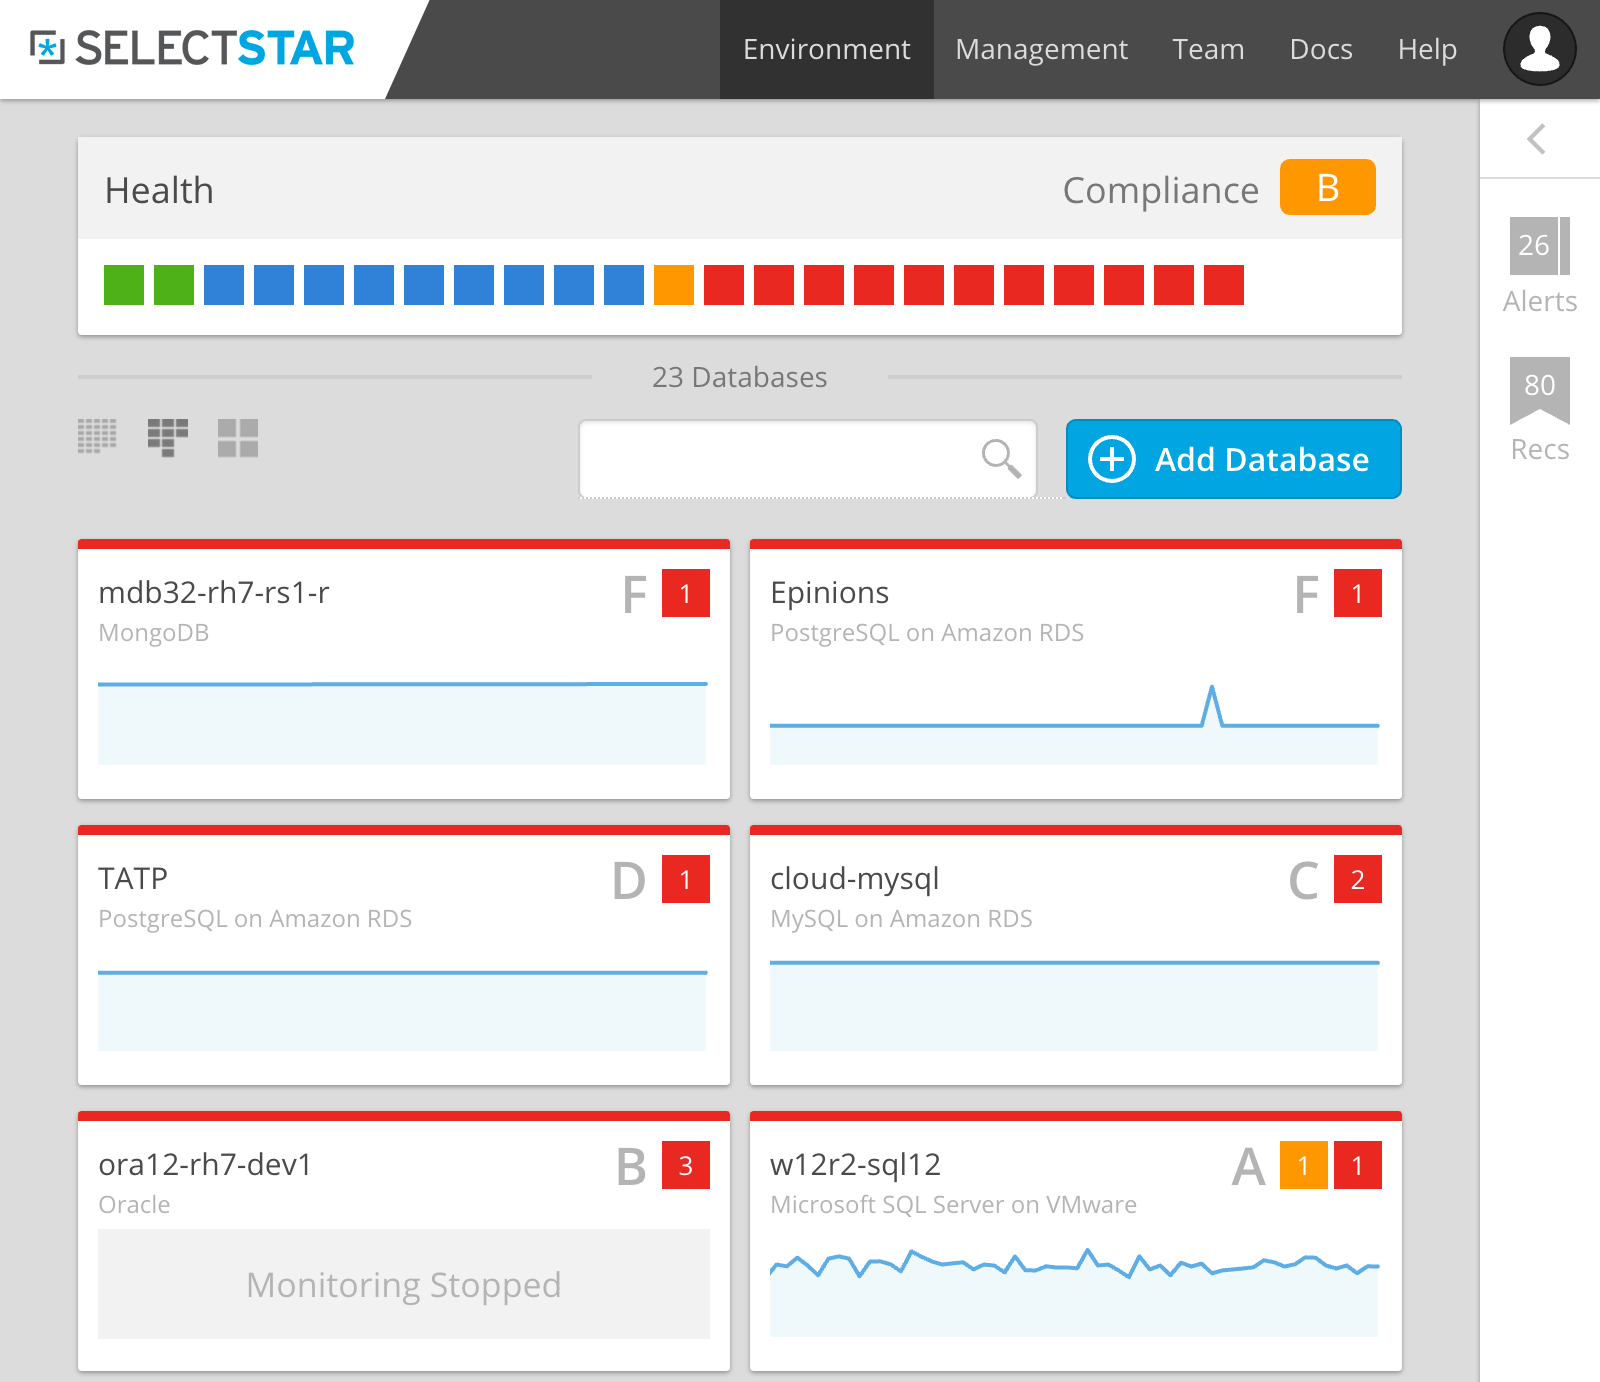 SELECTSTAR
Environment Management Team Docs Help
Health
Compliance B
26
Alerts
80
Recs
23 Databases
Add Database
mdb32-rh7-rs1-r F 1
MongoDB
Epinions F 1
PostgreSQL on Amazon RDS
TATP D 1
PostgreSQL on Amazon RDS
cloud-mysql C 2
MySQL on Amazon RDS
ora12-rh7-dev1 B 3
Oracle
Monitoring Stopped
w12r2-sql12 A 1 1
Microsoft SQL Server on VMware